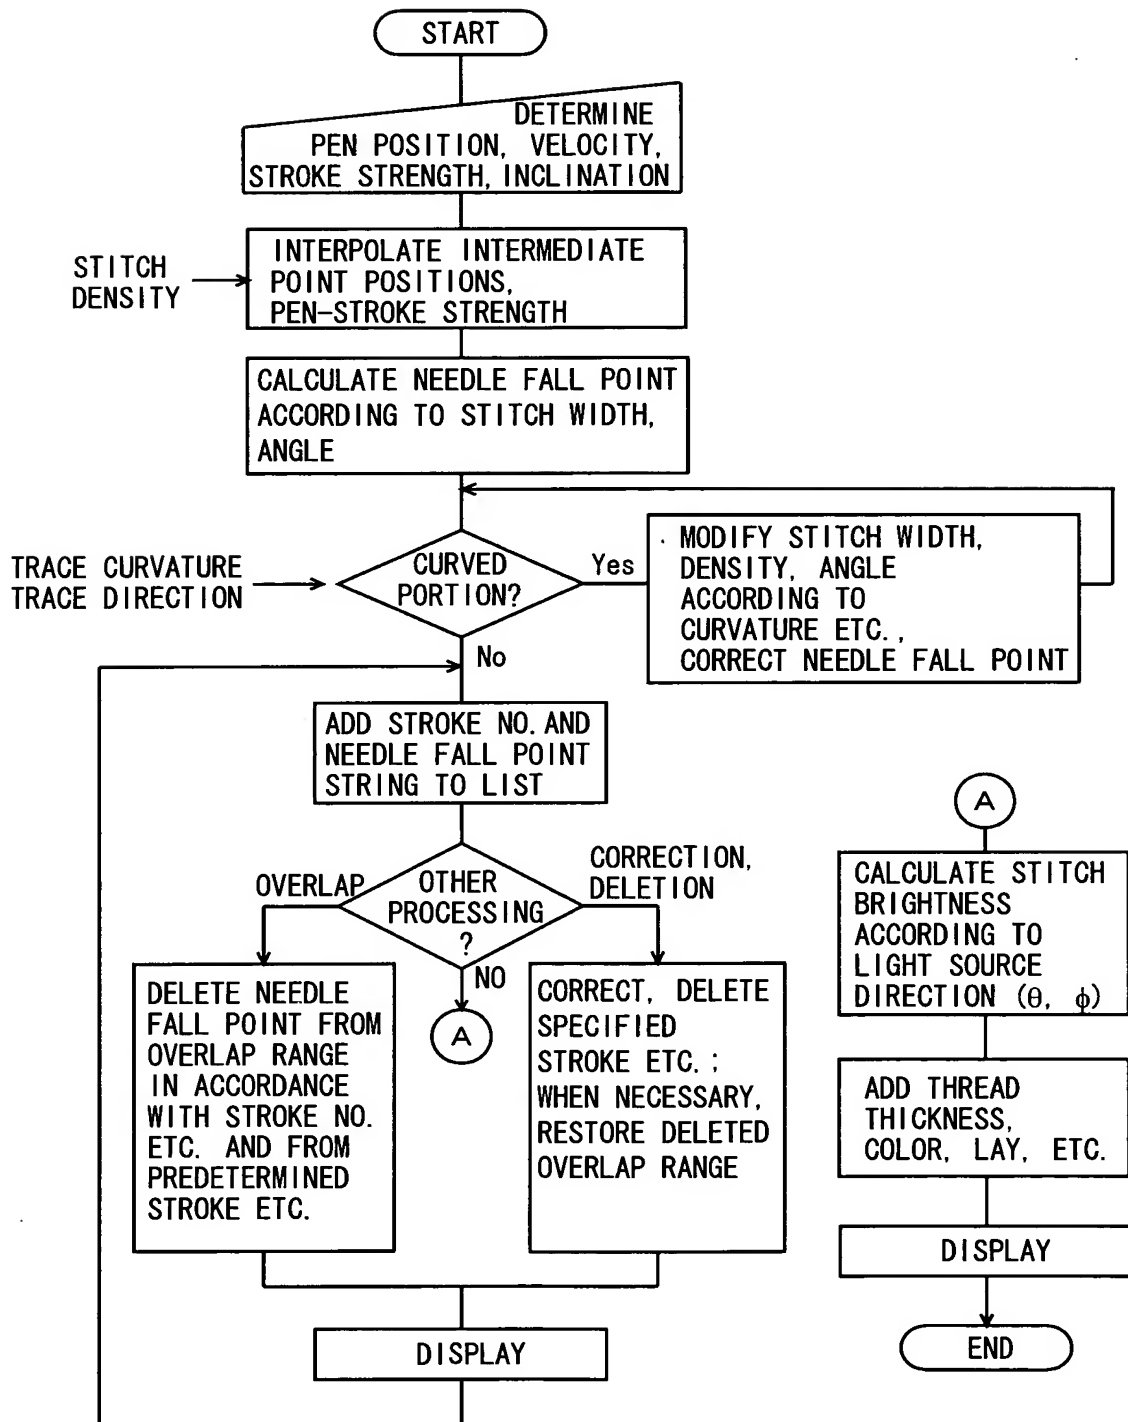 START
DETERMINE
PEN POSITION, VELOCITY,
STROKE STRENGTH, INCLINATION
STITCH
DENSITY
INTERPOLATE INTERMEDIATE
POINT POSITIONS,
PEN-STROKE STRENGTH
CALCULATE NEEDLE FALL POINT
ACCORDING TO STITCH WIDTH,
ANGLE
TRACE CURVATURE
TRACE DIRECTION
CURVED
PORTION?
Yes
MODIFY STITCH WIDTH,
DENSITY, ANGLE
ACCORDING TO
CURVATURE ETC.,
CORRECT NEEDLE FALL POINT
No
ADD STROKE NO. AND
NEEDLE FALL POINT
STRING TO LIST
OVERLAP
OTHER
PROCESSING
?
CORRECTION,
DELETION
NO
A
DELETE NEEDLE
FALL POINT FROM
OVERLAP RANGE
IN ACCORDANCE
WITH STROKE NO.
ETC. AND FROM
PREDETERMINED
STROKE ETC.
CORRECT, DELETE
SPECIFIED
STROKE ETC. ;
WHEN NECESSARY,
RESTORE DELETED
OVERLAP RANGE
DISPLAY
A
CALCULATE STITCH
BRIGHTNESS
ACCORDING TO
LIGHT SOURCE
DIRECTION (θ, φ)
ADD THREAD
THICKNESS,
COLOR, LAY, ETC.
DISPLAY
END